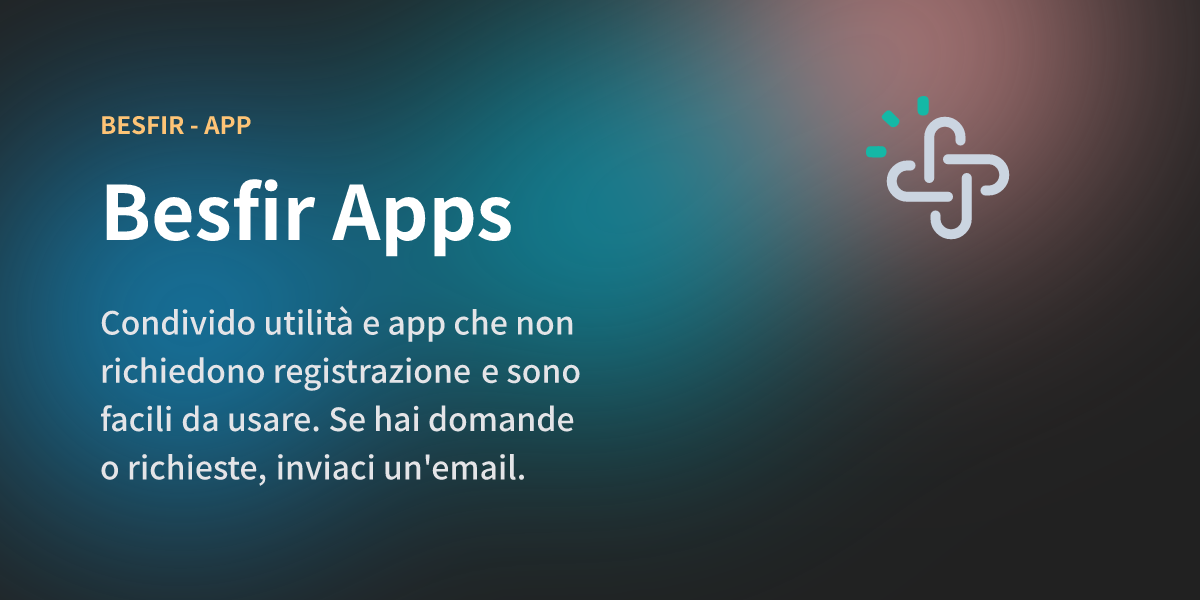 BESFIR - APP
Besfir Apps
Condivido utilità e app che non
richiedono registrazione e sono
facili da usare. Se hai domande
o richieste, inviaci un'email.